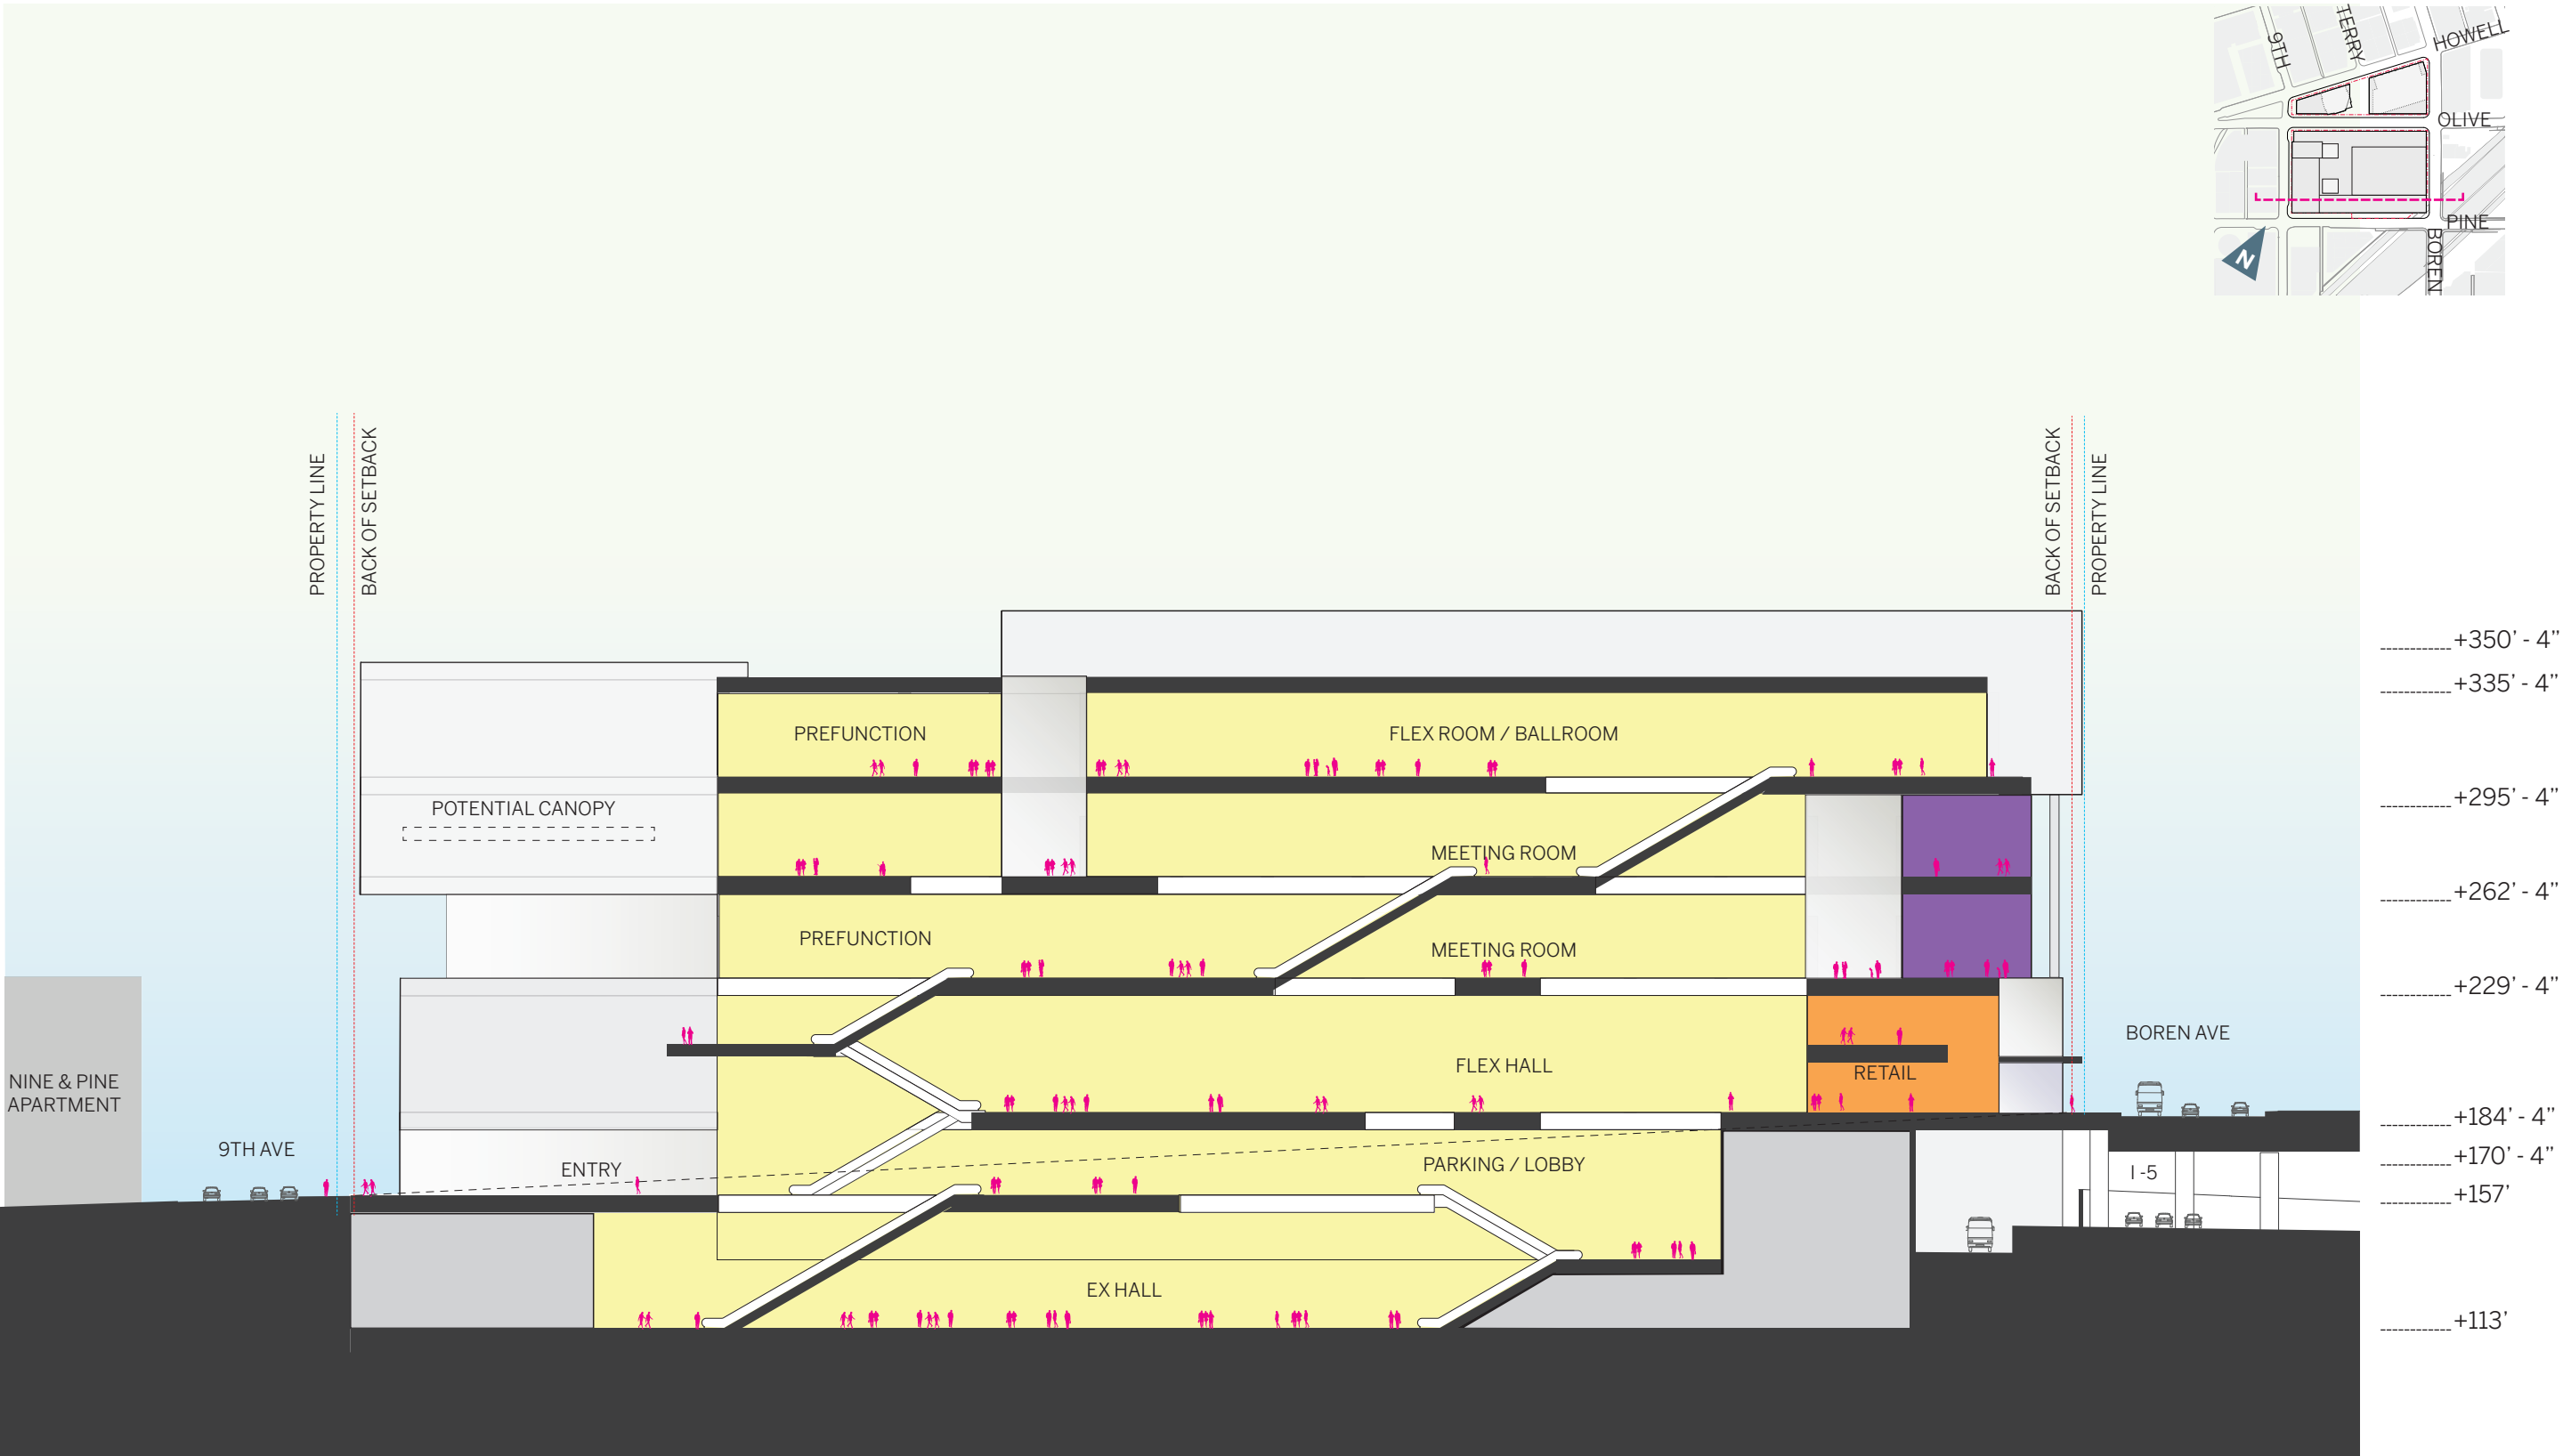 9TH
TERRY
HOWELL
OLIVE
PINE
BOREN
N
PROPERTY LINE
BACK OF SETBACK
BACK OF SETBACK
PROPERTY LINE
+350’ - 4”
+335’ - 4”
PREFUNCTION
FLEX ROOM / BALLROOM
+295’ - 4”
POTENTIAL CANOPY
MEETING ROOM
+262’ - 4”
PREFUNCTION
MEETING ROOM
+229’ - 4”
BOREN AVE
FLEX HALL
RETAIL
NINE & PINE
APARTMENT
+184’ - 4”
9TH AVE
ENTRY
PARKING / LOBBY
+170’ - 4”
I -5
+157’
EX HALL
+113’